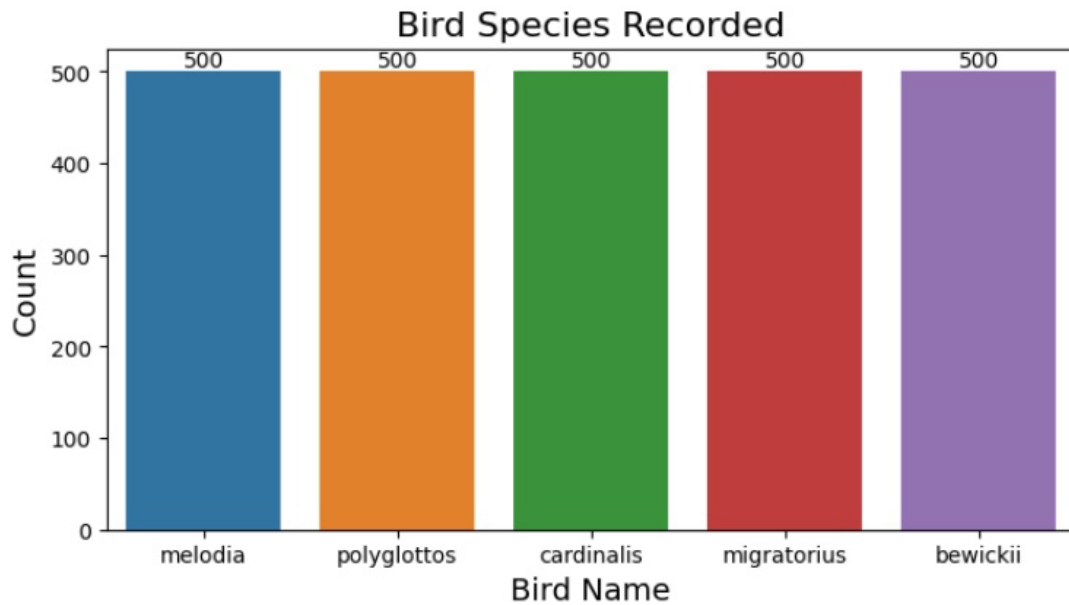 Bird Species Recorded
500 500 500 500 500
500
400
300
200
100
0
Count
melodia polyglottos cardinalis migratorius bewickii
Bird Name